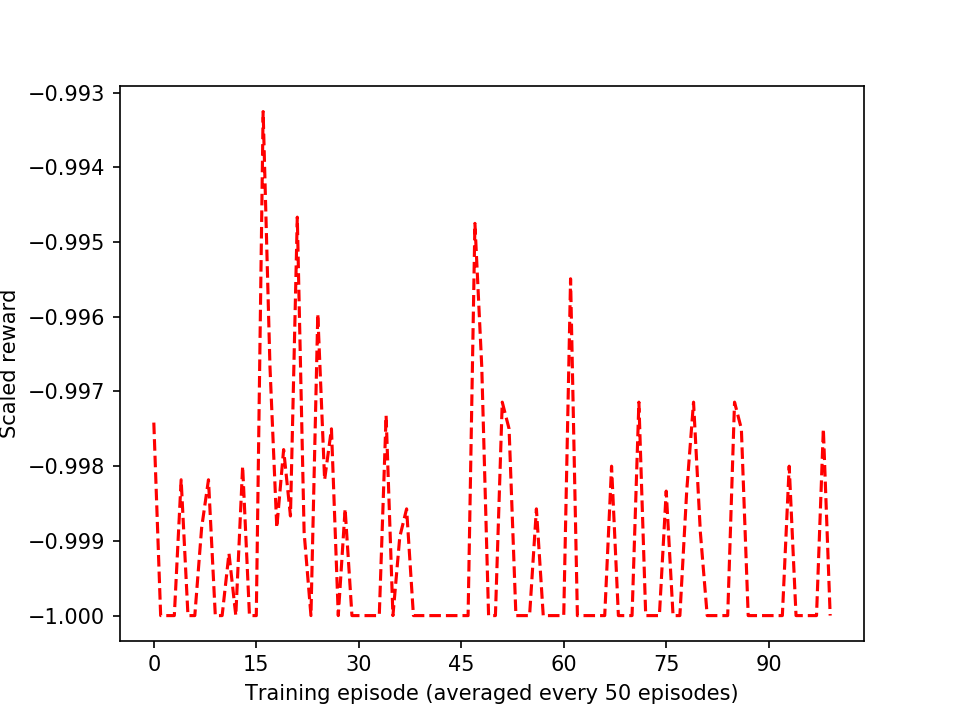 −0.993
−0.994
−0.995
−0.996
−0.997
−0.998
−0.999
−1.000
Scaled reward
0 15 30 45 60 75 90
Training episode (averaged every 50 episodes)